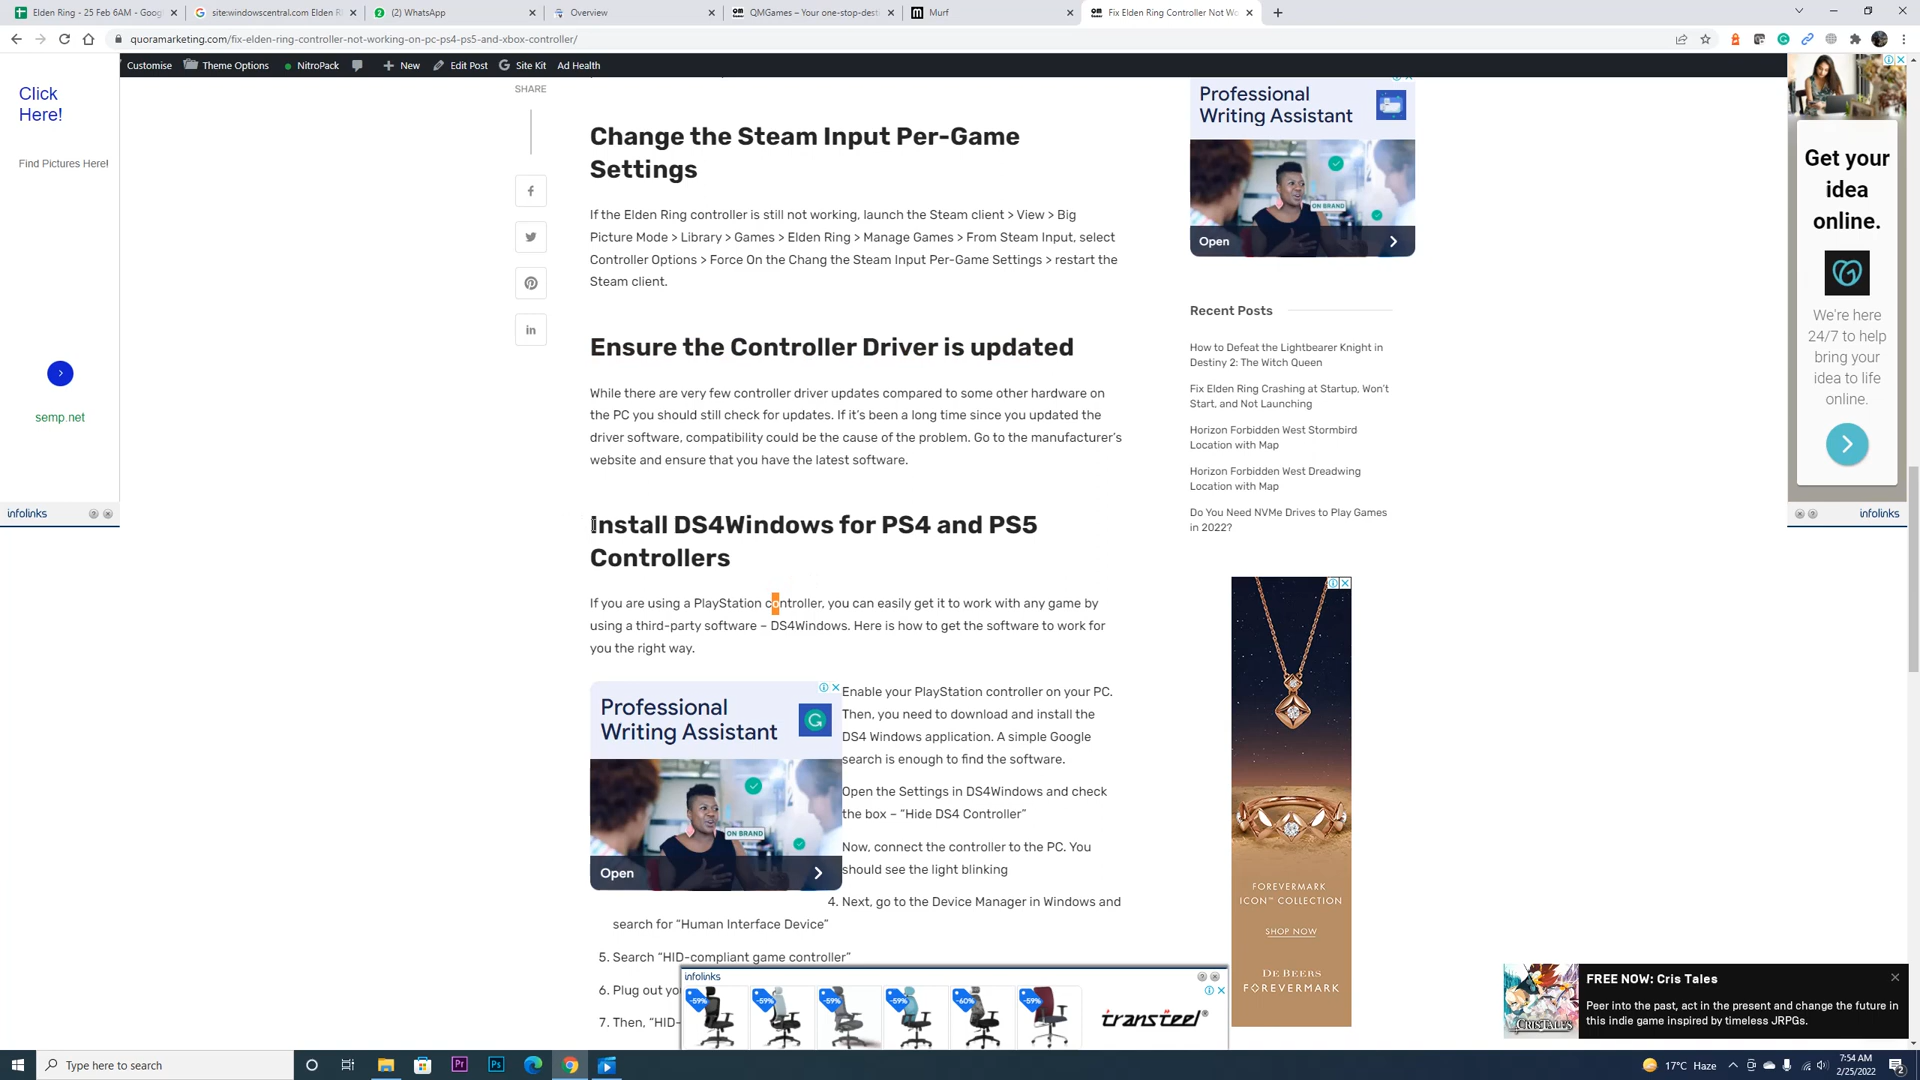 Elden Ring - 25 Feb 6AM - Goog
site:windowscentral.com Elden R
(2) WhatsApp
Overview
QMGames – Your one-stop-dest
Murf
Fix Elden Ring Controller Not Wo
quoramarketing.com/fix-elden-ring-controller-not-working-on-pc-ps4-ps5-and-xbox-controller/
Customise
Theme Options
NitroPack
New
Edit Post
Site Kit
Ad Health
Click
Here!
Find Pictures Here!
semp.net
infolinks
SHARE
Change the Steam Input Per-Game
Settings
If the Elden Ring controller is still not working, launch the Steam client > View > Big
Picture Mode > Library > Games > Elden Ring > Manage Games > From Steam Input, select
Controller Options > Force On the Chang the Steam Input Per-Game Settings > restart the
Steam client.
Ensure the Controller Driver is updated
While there are very few controller driver updates compared to some other hardware on
the PC you should still check for updates. If it's been a long time since you updated the
driver software, compatibility could be the cause of the problem. Go to the manufacturer's
website and ensure that you have the latest software.
Install DS4Windows for PS4 and PS5
Controllers
If you are using a PlayStation controller, you can easily get it to work with any game by
using a third-party software – DS4Windows. Here is how to get the software to work for
you the right way.
Professional
Writing Assistant
ON BRAND
Open
Enable your PlayStation controller on your PC.
Then, you need to download and install the
DS4 Windows application. A simple Google
search is enough to find the software.
Open the Settings in DS4Windows and check
the box – “Hide DS4 Controller”
Now, connect the controller to the PC. You
should see the light blinking
4. Next, go to the Device Manager in Windows and
search for “Human Interface Device”
5. Search “HID-compliant game controller”
6. Plug out yo
7. Then, “HID-
infolinks
-59%
-59%
-59%
-59%
-60%
-59%
transteel
Professional
Writing Assistant
ON BRAND
Open
Recent Posts
How to Defeat the Lightbearer Knight in
Destiny 2: The Witch Queen
Fix Elden Ring Crashing at Startup, Won't
Start, and Not Launching
Horizon Forbidden West Stormbird
Location with Map
Horizon Forbidden West Dreadwing
Location with Map
Do You Need NVMe Drives to Play Games
in 2022?
FOREVERMARK
ICON™ COLLECTION
SHOP NOW
DE BEERS
FOREVERMARK
Get your
idea
online.
We're here
24/7 to help
bring your
idea to life
online.
infolinks
CRISTALES
FREE NOW: Cris Tales
Peer into the past, act in the present and change the future in
this indie game inspired by timeless JRPGs.
Type here to search
17°C Haze
7:54 AM
2/25/2022